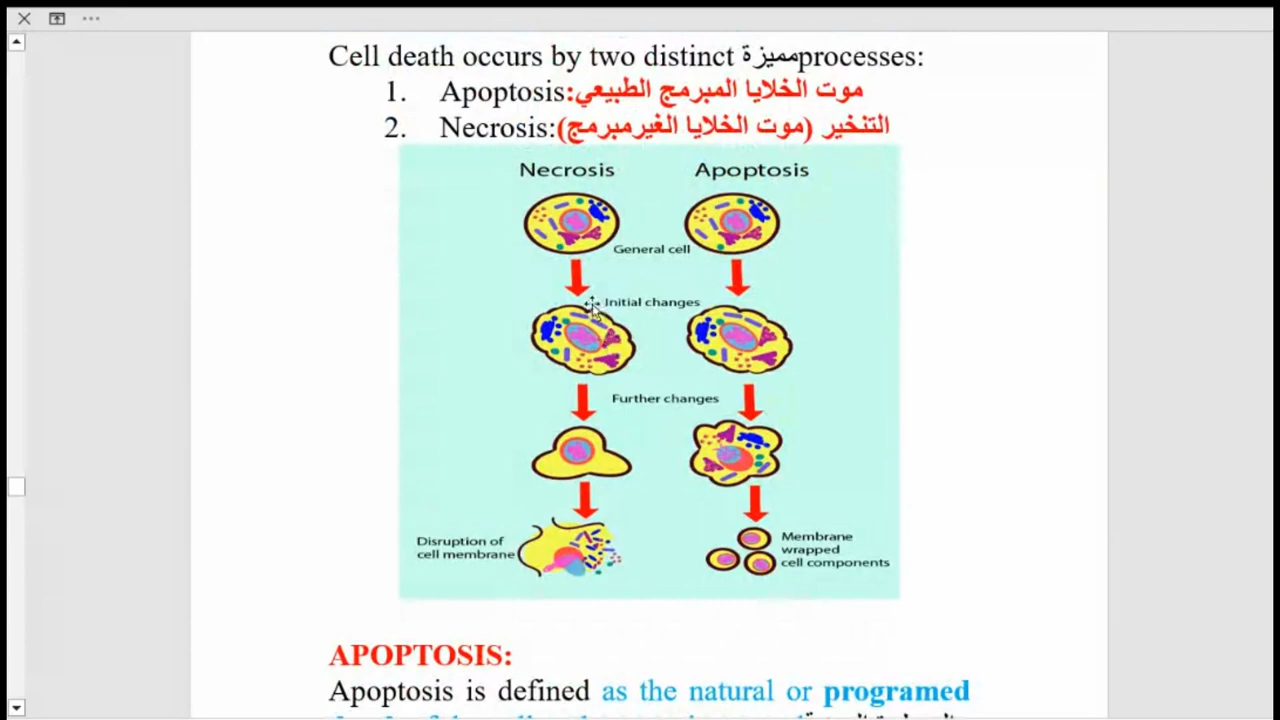 Cell death occurs by two distinct مميزةprocesses:
1. Apoptosis:موت الخلايا المبرمج الطبيعي
2. Necrosis:التنخير (موت الخلايا الغيرمبرمج)
Necrosis Apoptosis
General cell
Initial changes
Further changes
Disruption of
cell membrane
Membrane
wrapped
cell components
APOPTOSIS:
Apoptosis is defined as the natural or programed